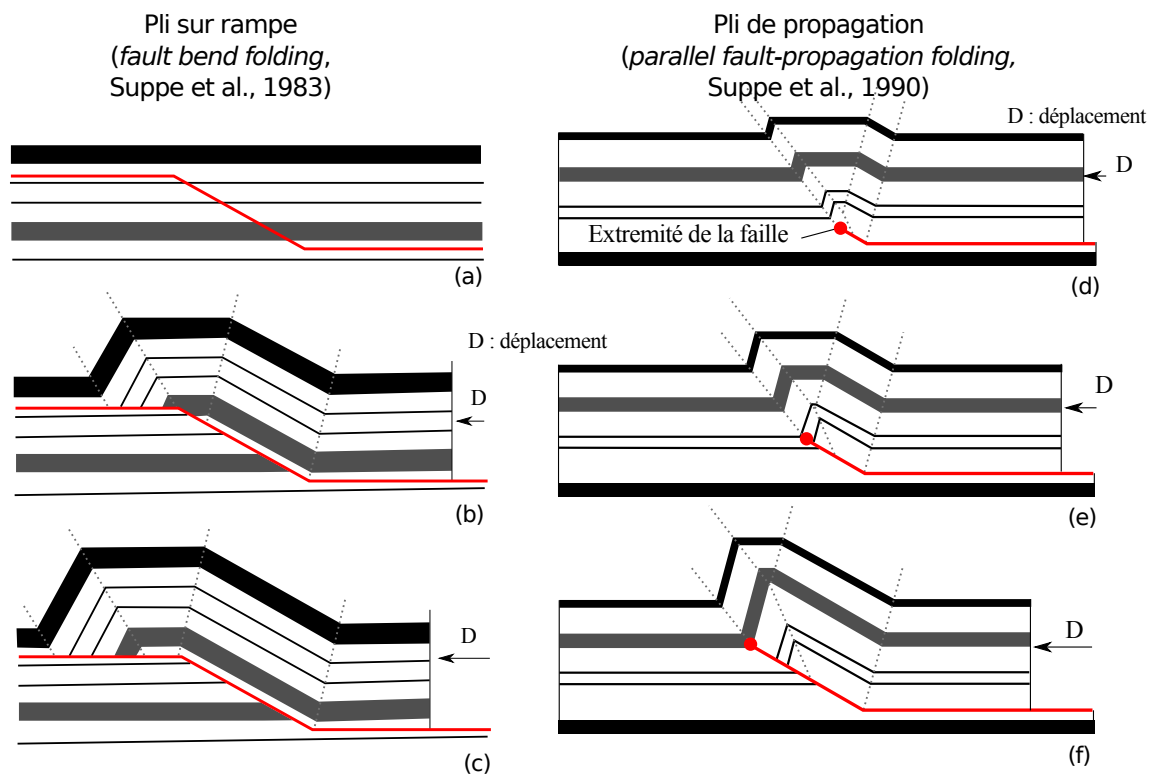 Pli sur rampe
(fault bend folding,
Suppe et al., 1983)
(a)
D : déplacement
D
(b)
D
(c)
Pli de propagation
(parallel fault-propagation folding,
Suppe et al., 1990)
D : déplacement
D
Extremité de la faille
(d)
D
(e)
D
(f)